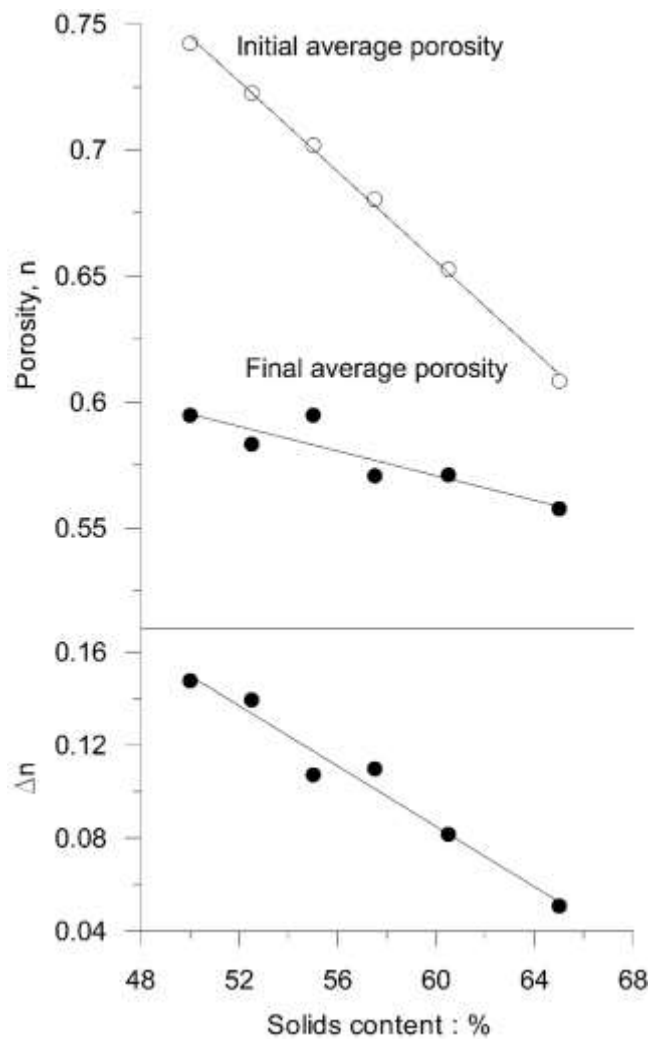 0.75
Initial average porosity
0.7
0.65
Porosity, n
Final average porosity
0.6
0.55
0.16
0.12
Δn
0.08
0.04
48 52 56 60 64 68
Solids content : %